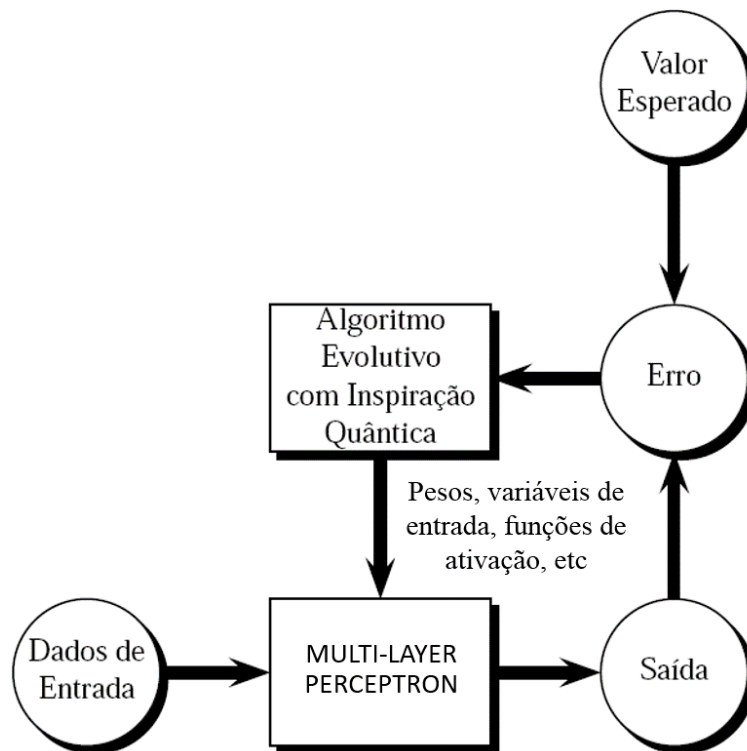 Valor
Esperado
Algoritmo
Evolutivo
com Inspiração
Quântica
Erro
Pesos, variáveis de
entrada, funções de
ativação, etc
Dados de
Entrada
MULTI-LAYER
PERCEPTRON
Saída